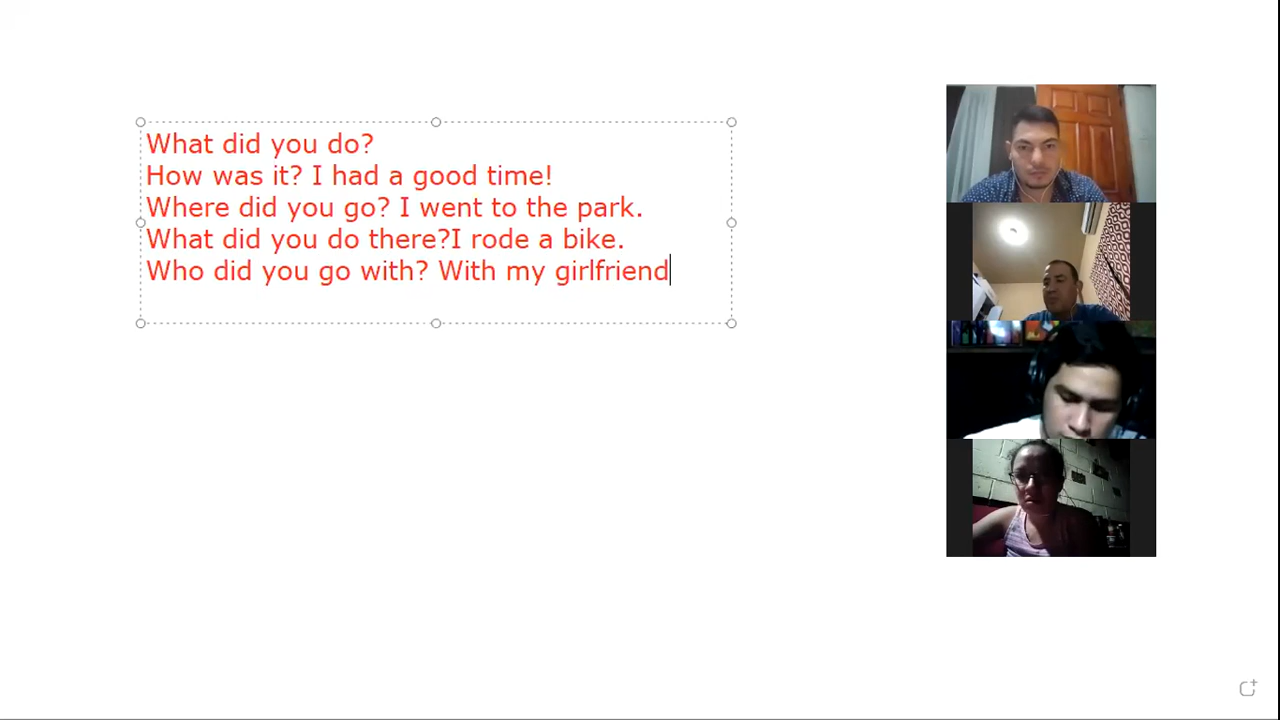 What did you do?
How was it? I had a good time!
Where did you go? I went to the park.
What did you do there?I rode a bike.
Who did you go with? With my girlfriend